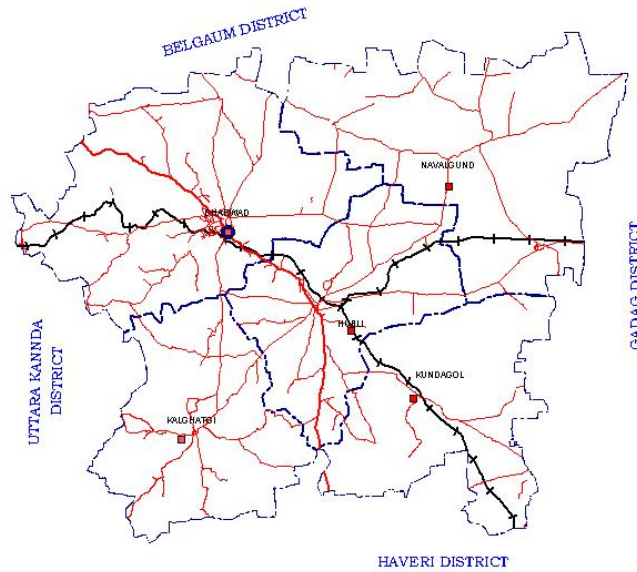 BELGAUM DISTRICT
NAVALGUND
DHARWAD
GADAG DISTRICT
UTTARA KANNDA
DISTRICT
HUBLI
KUNDAGOL
KALGHATGI
HAVERI DISTRICT